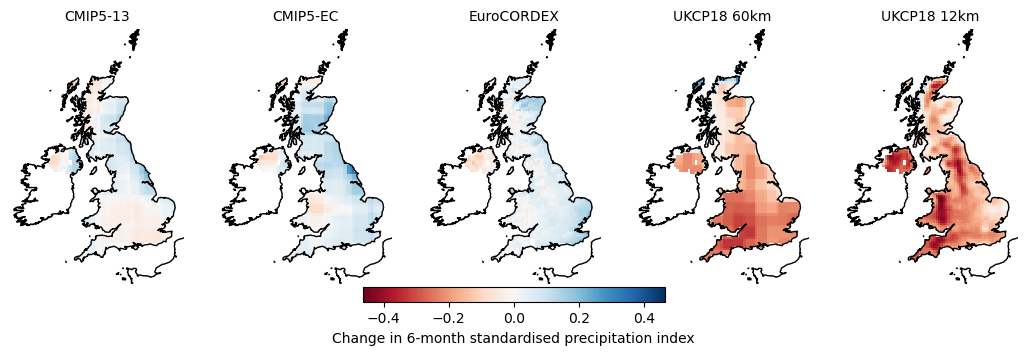 CMIP5-13 CMIP5-EC EuroCORDEX UKCP18 60km UKCP18 12km
−0.4 −0.2 0.0 0.2 0.4
Change in 6-month standardised precipitation index